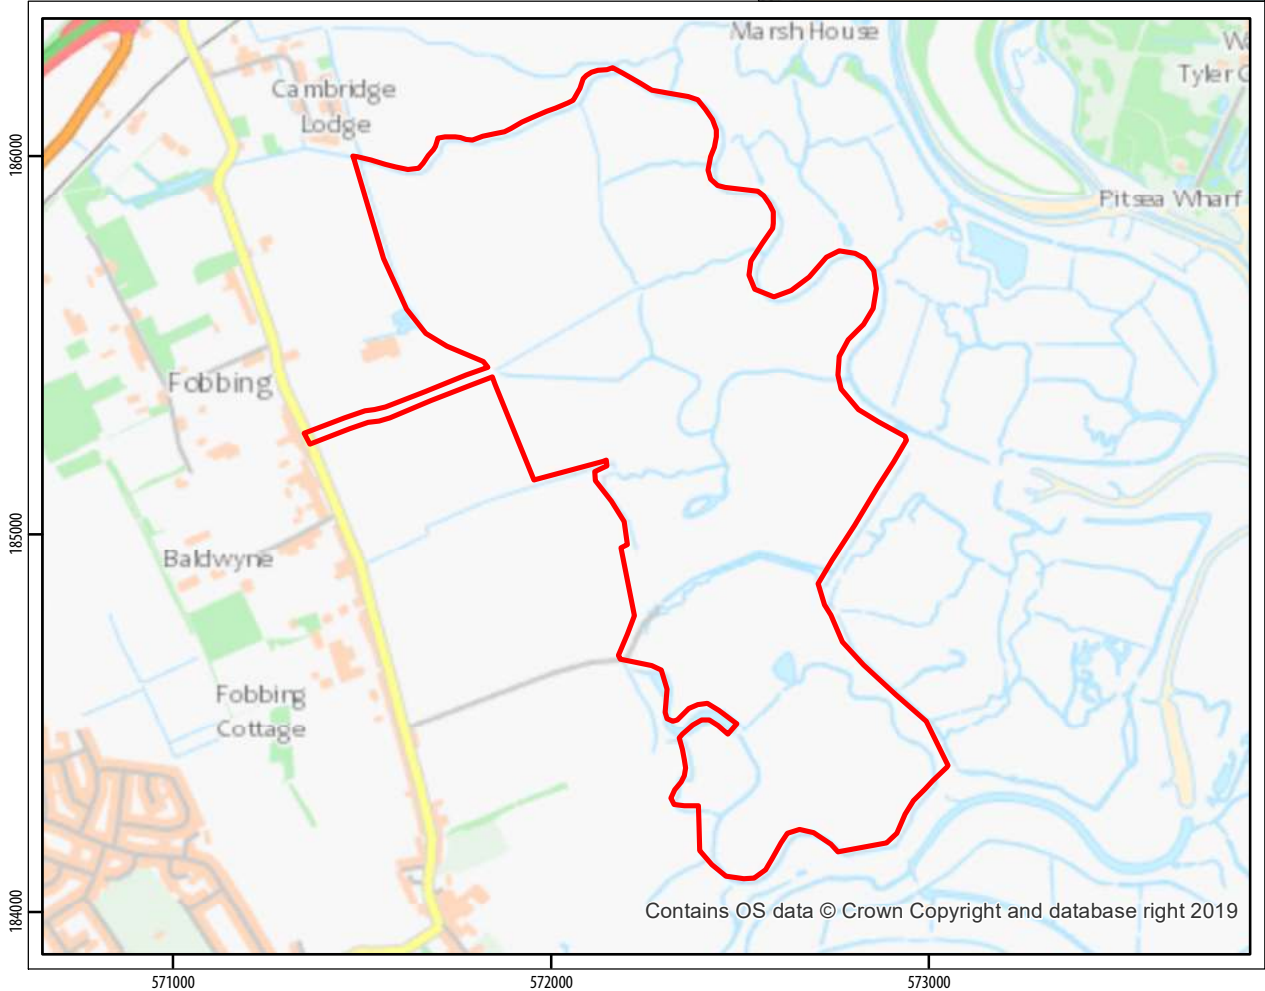 Marsh House
Tyler
Cambridge
Lodge
186000
Pitsea Wharf
Fobbing
185000
Baldwyne
Fobbing
Cottage
184000
Contains OS data © Crown Copyright and database right 2019
571000
572000
573000